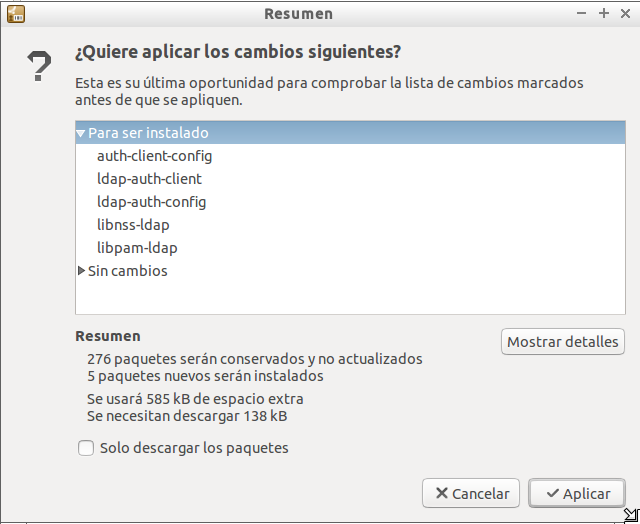 Resumen
¿Quiere aplicar los cambios siguientes?
Esta es su última oportunidad para comprobar la lista de cambios marcados
antes de que se apliquen.
Para ser instalado
auth-client-config
ldap-auth-client
ldap-auth-config
libnss-ldap
libpam-ldap
Sin cambios
Resumen
Mostrar detalles
276 paquetes serán conservados y no actualizados
5 paquetes nuevos serán instalados
Se usará 585 kB de espacio extra
Se necesitan descargar 138 kB
Solo descargar los paquetes
Cancelar
Aplicar